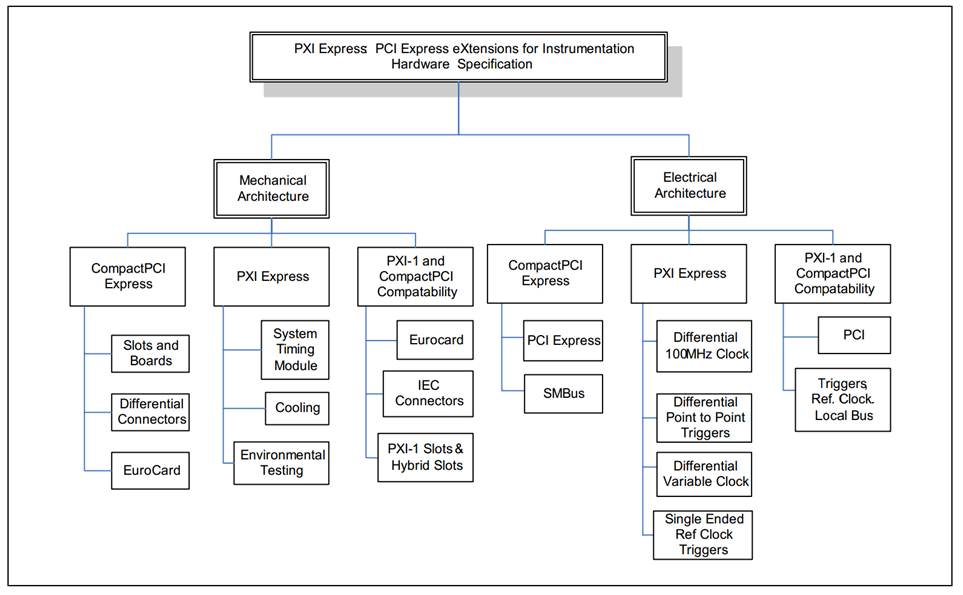 PXI Express: PCI Express eXtensions for Instrumentation
Hardware Specification
Mechanical
Architecture
Electrical
Architecture
CompactPCI
Express
PXI Express
PXI-1 and
CompactPCI
Compatability
CompactPCI
Express
PXI Express
PXI-1 and
CompactPCI
Compatability
Slots and
Boards
Differential
Connectors
EuroCard
System
Timing
Module
Cooling
Environmental
Testing
Eurocard
IEC
Connectors
PXI-1 Slots &
Hybrid Slots
PCI Express
SMBus
Differential
100MHz Clock
Differential
Point to Point
Triggers
Differential
Variable Clock
Single Ended
Ref Clock
Triggers
PCI
Triggers,
Ref. Clock.
Local Bus